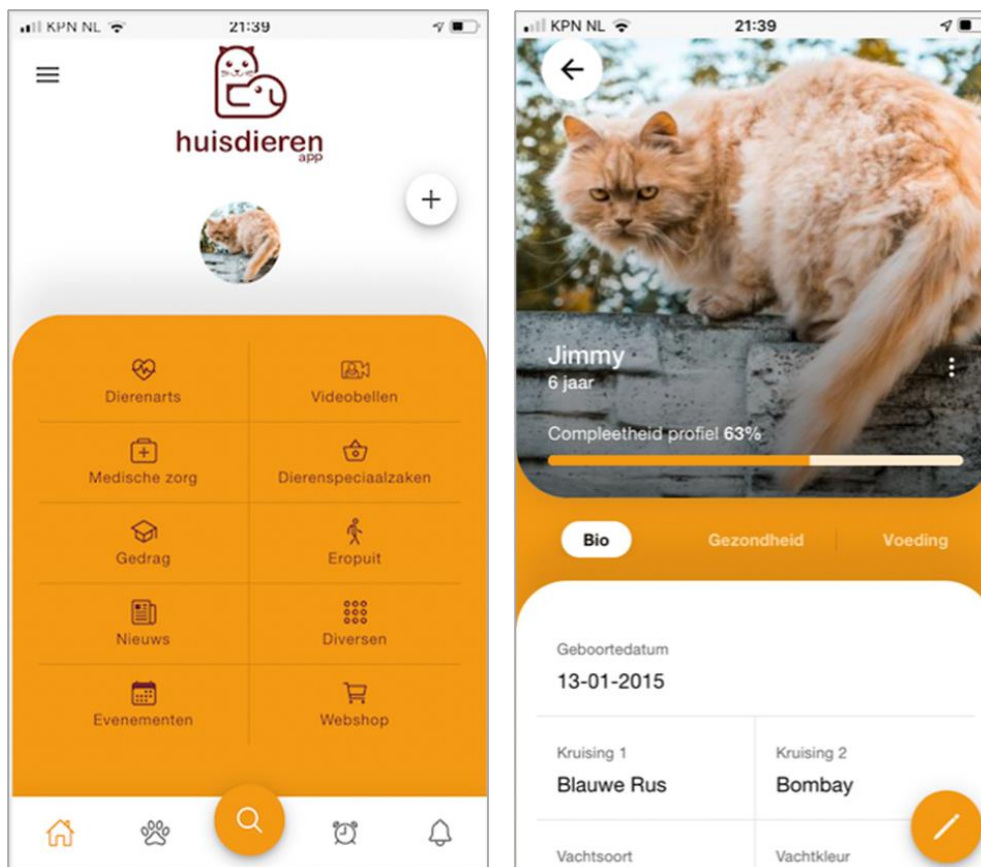 KPN NL 21:39
huisdieren
app
+
Dierenarts
Videobellen
Medische zorg
Dierenspeciaalzaken
Gedrag
Eropuit
Nieuws
Diversen
Evenementen
Webshop
KPN NL 21:39
Jimmy
6 jaar
Compleetheid profiel 63%
Bio Gezondheid Voeding
Geboortedatum
13-01-2015
Kruising 1
Blauwe Rus
Kruising 2
Bombay
Vachtsoort
Vachtkleur